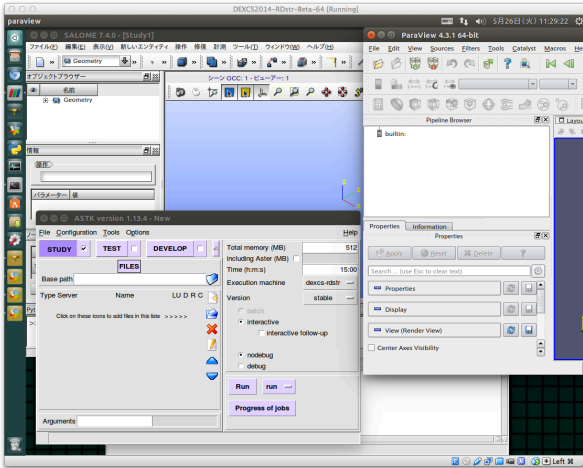 DEXCS2014-RDstr-Beta-64 [Running]
paraview
5月26日(火) 11:29:22
SALOME 7.4.0 - [Study1]
ファイル(F) 編集(E) 表示(V) 新しいエンティティ 操作 修復 計測 ツール(T) ウィンドウ(W) ヘルプ(H)
Geometry
オブジェクトブラウザー
名前
Geometry
シーン OCC: 1 - ビューアー: 1
情報
操作
パラメーター 値
Py
>>
ParaView 4.3.1 64-bit
File Edit View Sources Filters Tools Catalyst Macros He
Pipeline Browser
builtin:
Layou
Properties Information
Properties
Apply Reset Delete ?
Search ... (use Esc to clear text)
Properties
Display
View (Render View)
Center Axes Visibility
ASTK version 1.13.4 - New
File Configuration Tools Options Help
STUDY TEST DEVELOP
FILES
Base path
Type Server Name LU D R C
Click on these icons to add files in this liste > > > > >
Arguments
Total memory (MB) 512
including Aster (MB)
Time (h:m:s) 15:00
Execution machine dexcs-rdstr
Version stable
batch
interactive
interactive follow-up
nodebug
debug
Run run
Progress of jobs
Left ⌘